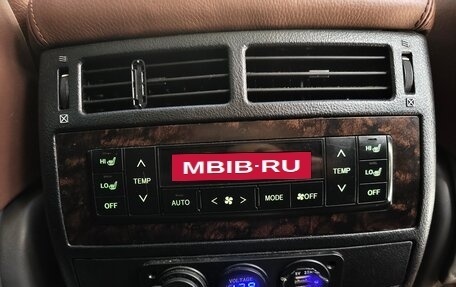 MBIB-RU
HI
TEMP
TEMP
HI
LO
LO
OFF
AUTO
< >
MODE
OFF
OFF
VOLTAGE